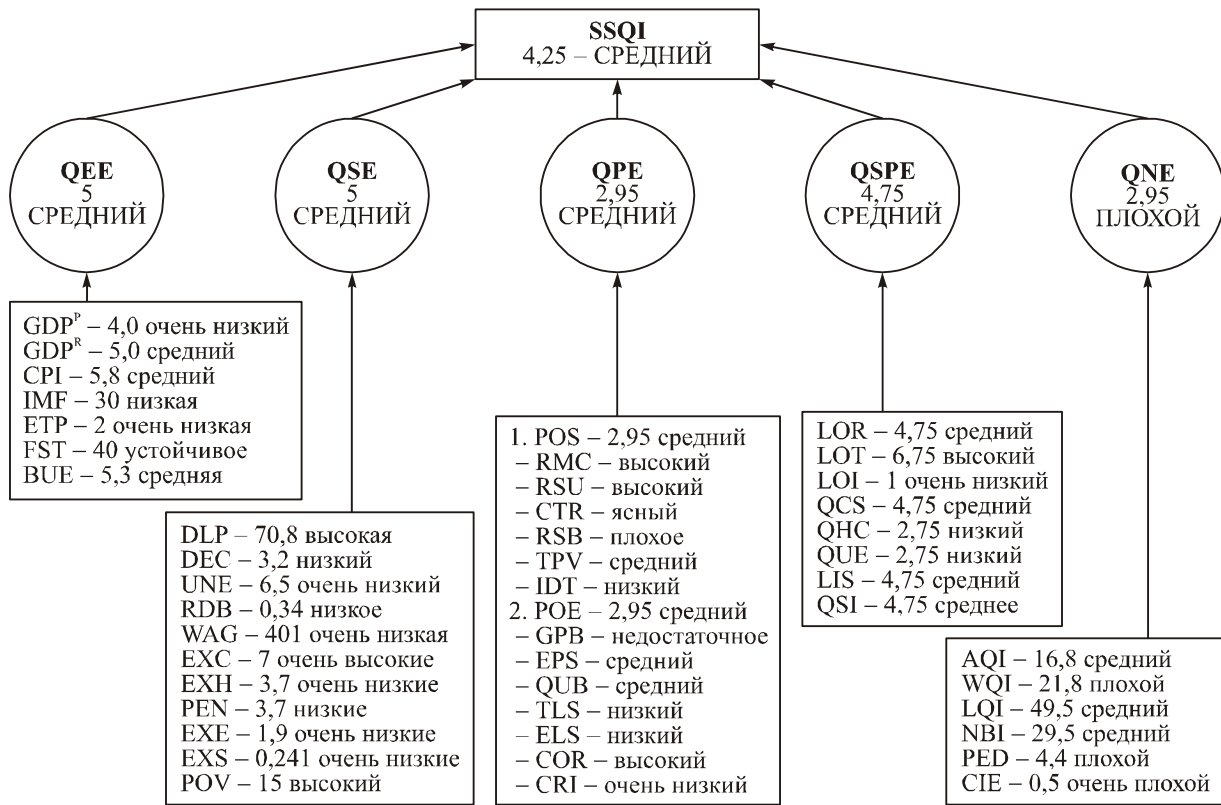 SSQI
4,25 – СРЕДНИЙ
QEE
5
СРЕДНИЙ
QSE
5
СРЕДНИЙ
QPE
2,95
СРЕДНИЙ
QSPE
4,75
СРЕДНИЙ
QNE
2,95
ПЛОХОЙ
GDPᴾ – 4,0 очень низкий
GDPᴿ – 5,0 средний
CPI – 5,8 средний
IMF – 30 низкая
ETP – 2 очень низкая
FST – 40 устойчивое
BUE – 5,3 средняя
DLP – 70,8 высокая
DEC – 3,2 низкий
UNE – 6,5 очень низкий
RDB – 0,34 низкое
WAG – 401 очень низкая
EXC – 7 очень высокие
EXH – 3,7 очень низкие
PEN – 3,7 низкие
EXE – 1,9 очень низкие
EXS – 0,241 очень низкие
POV – 15 высокий
1. POS – 2,95 средний
– RMC – высокий
– RSU – высокий
– CTR – ясный
– RSB – плохое
– TPV – средний
– IDT – низкий
2. POE – 2,95 средний
– GPB – недостаточное
– EPS – средний
– QUB – средний
– TLS – низкий
– ELS – низкий
– COR – высокий
– CRI – очень низкий
LOR – 4,75 средний
LOT – 6,75 высокий
LOI – 1 очень низкий
QCS – 4,75 средний
QHC – 2,75 низкий
QUE – 2,75 низкий
LIS – 4,75 средний
QSI – 4,75 среднее
AQI – 16,8 средний
WQI – 21,8 плохой
LQI – 49,5 средний
NBI – 29,5 средний
PED – 4,4 плохой
CIE – 0,5 очень плохой